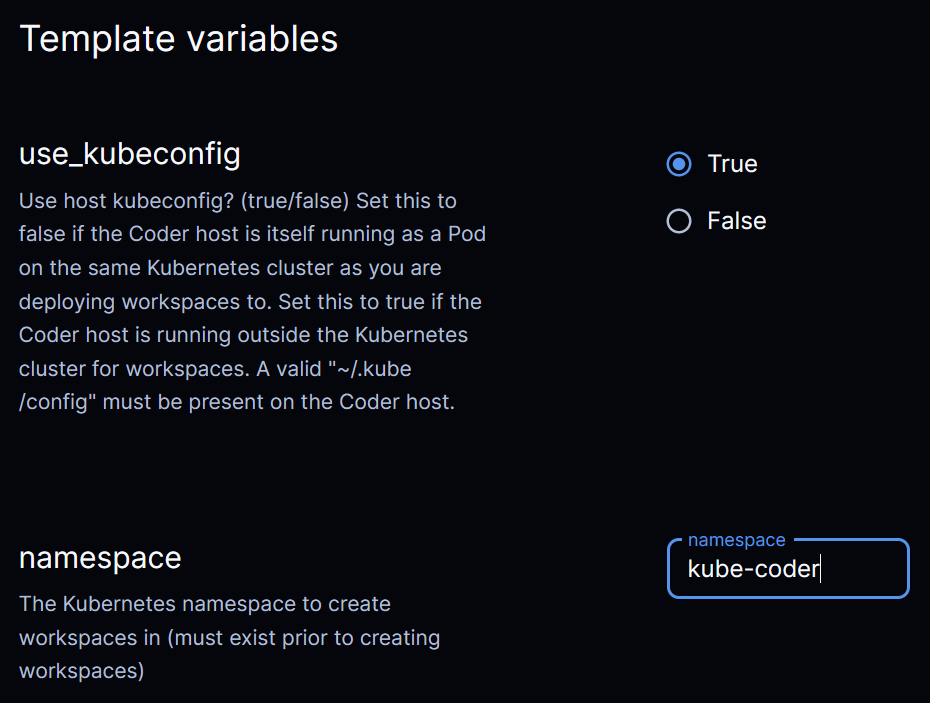 Template variables
use_kubeconfig
Use host kubeconfig? (true/false) Set this to
false if the Coder host is itself running as a Pod
on the same Kubernetes cluster as you are
deploying workspaces to. Set this to true if the
Coder host is running outside the Kubernetes
cluster for workspaces. A valid "~/.kube
/config" must be present on the Coder host.
True
False
namespace
The Kubernetes namespace to create
workspaces in (must exist prior to creating
workspaces)
namespace
kube-coder